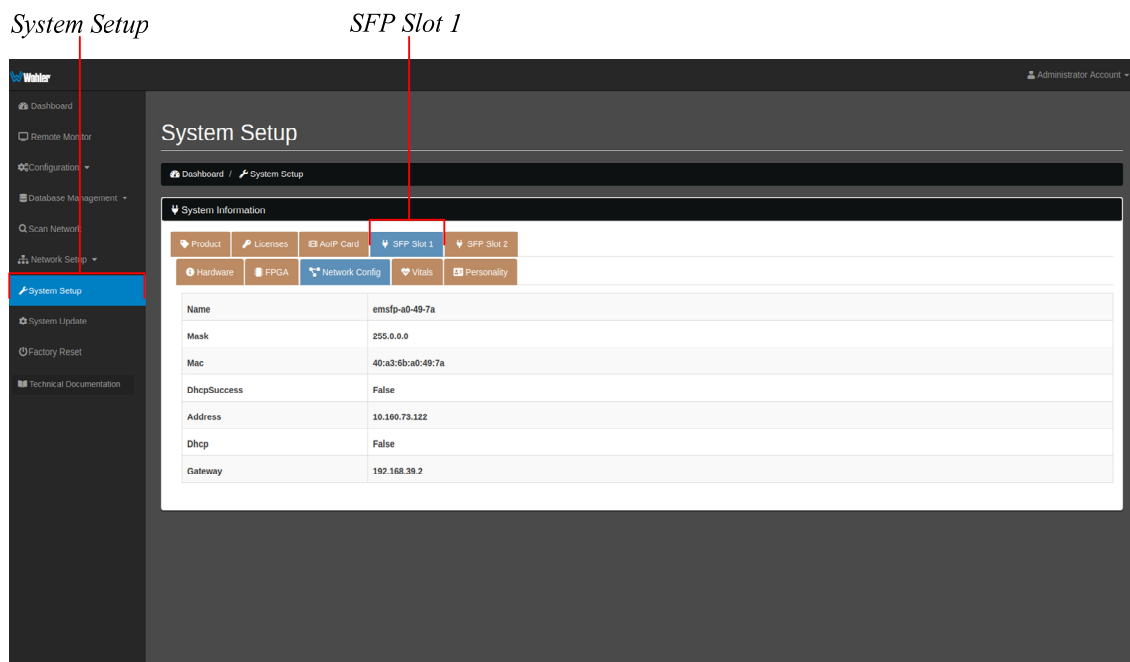 System Setup
SFP Slot 1
Wohler
Administrator Account
Dashboard
Remote Monitor
Configuration
Database Management
Scan Network
Network Setup
System Setup
System Update
Factory Reset
Technical Documentation
System Setup
Dashboard / System Setup
System Information
Product Licenses AoIP Card SFP Slot 1 SFP Slot 2
Hardware FPGA Network Config Vitals Personality
Name emsfp-a0-49-7a
Mask 255.0.0.0
Mac 40:a3:6b:a0:49:7a
DhcpSuccess False
Address 10.160.73.122
Dhcp False
Gateway 192.168.39.2